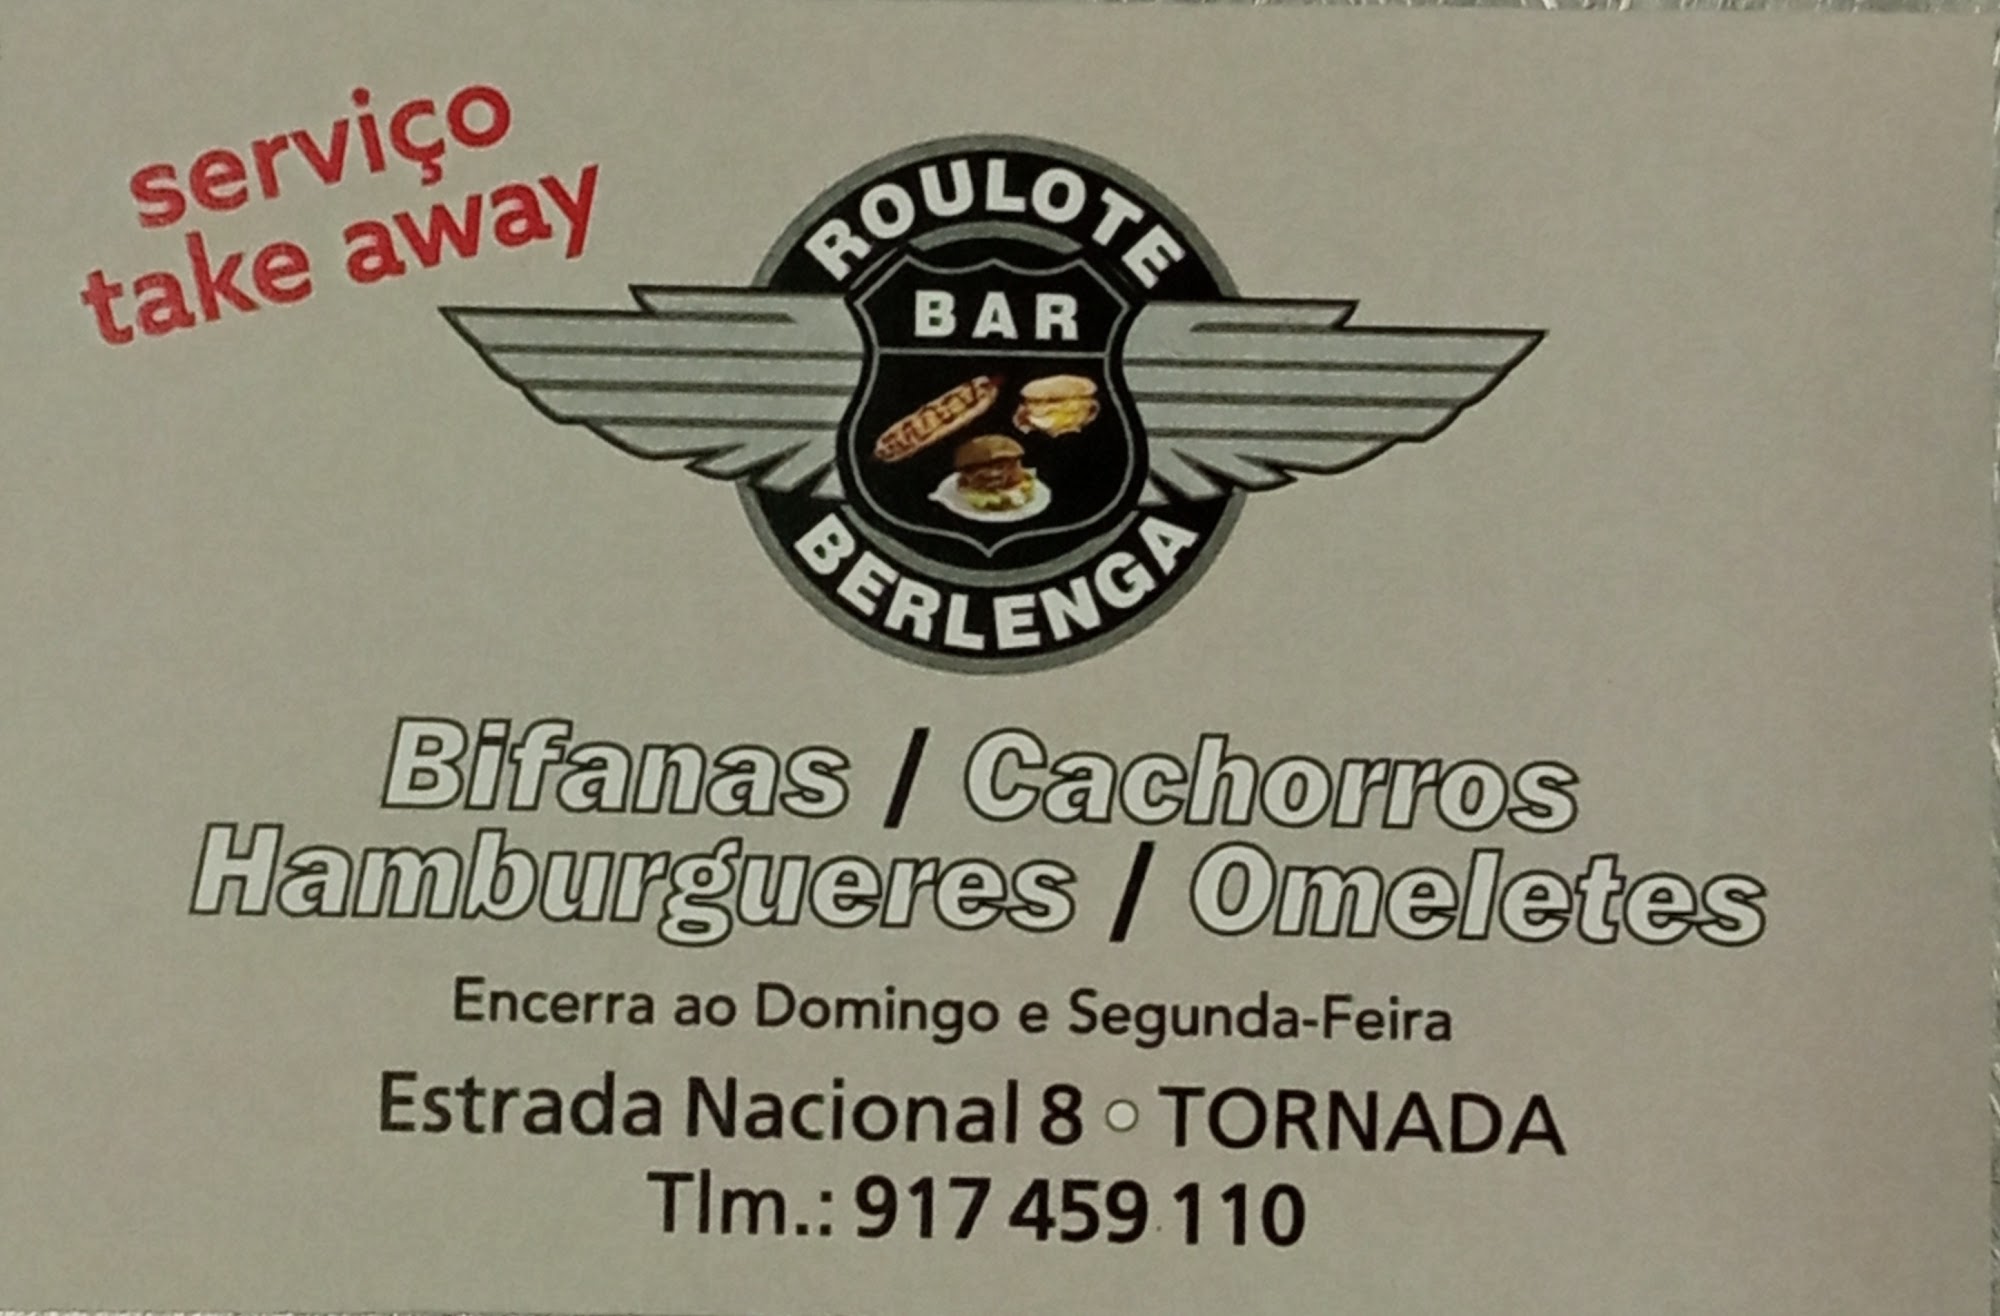 serviço
take away
ROULOTE
BAR
BERLENGA
Bifanas / Cachorros
Hamburgueres / Omeletes
Encerra ao Domingo e Segunda-Feira
Estrada Nacional 8 ° TORNADA
Tlm.: 917 459 110